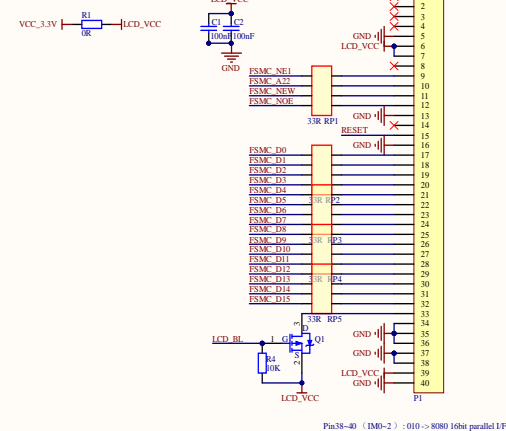 2
3
4
GND 5
LCD_VCC 6
7
8
R1
VCC_3.3V LCD_VCC
0R
C1 C2
100nF 100nF
GND
FSMC_NE1 9
FSMC_A22 10
FSMC_NEW 11
FSMC_NOE 12
GND 13
33R RP1
14
RESET 15
GND 16
FSMC_D0 17
FSMC_D1 18
FSMC_D2 19
FSMC_D3 20
FSMC_D4 21
FSMC_D5 22
33R RP2
FSMC_D6 23
FSMC_D7 24
FSMC_D8 25
FSMC_D9 26
33R RP3
FSMC_D10 27
FSMC_D11 28
FSMC_D12 29
FSMC_D13 30
33R RP4
FSMC_D14 31
FSMC_D15 32
33
33R RP5
34
GND 35
36
GND 37
38
LCD_VCC 39
GND 40
P1
3 D
LCD_BL 1 G Q1
S
2
R4
10K
LCD_VCC
Pin38~40 （IM0~2 ）: 010 -> 8080 16bit parallel I/F